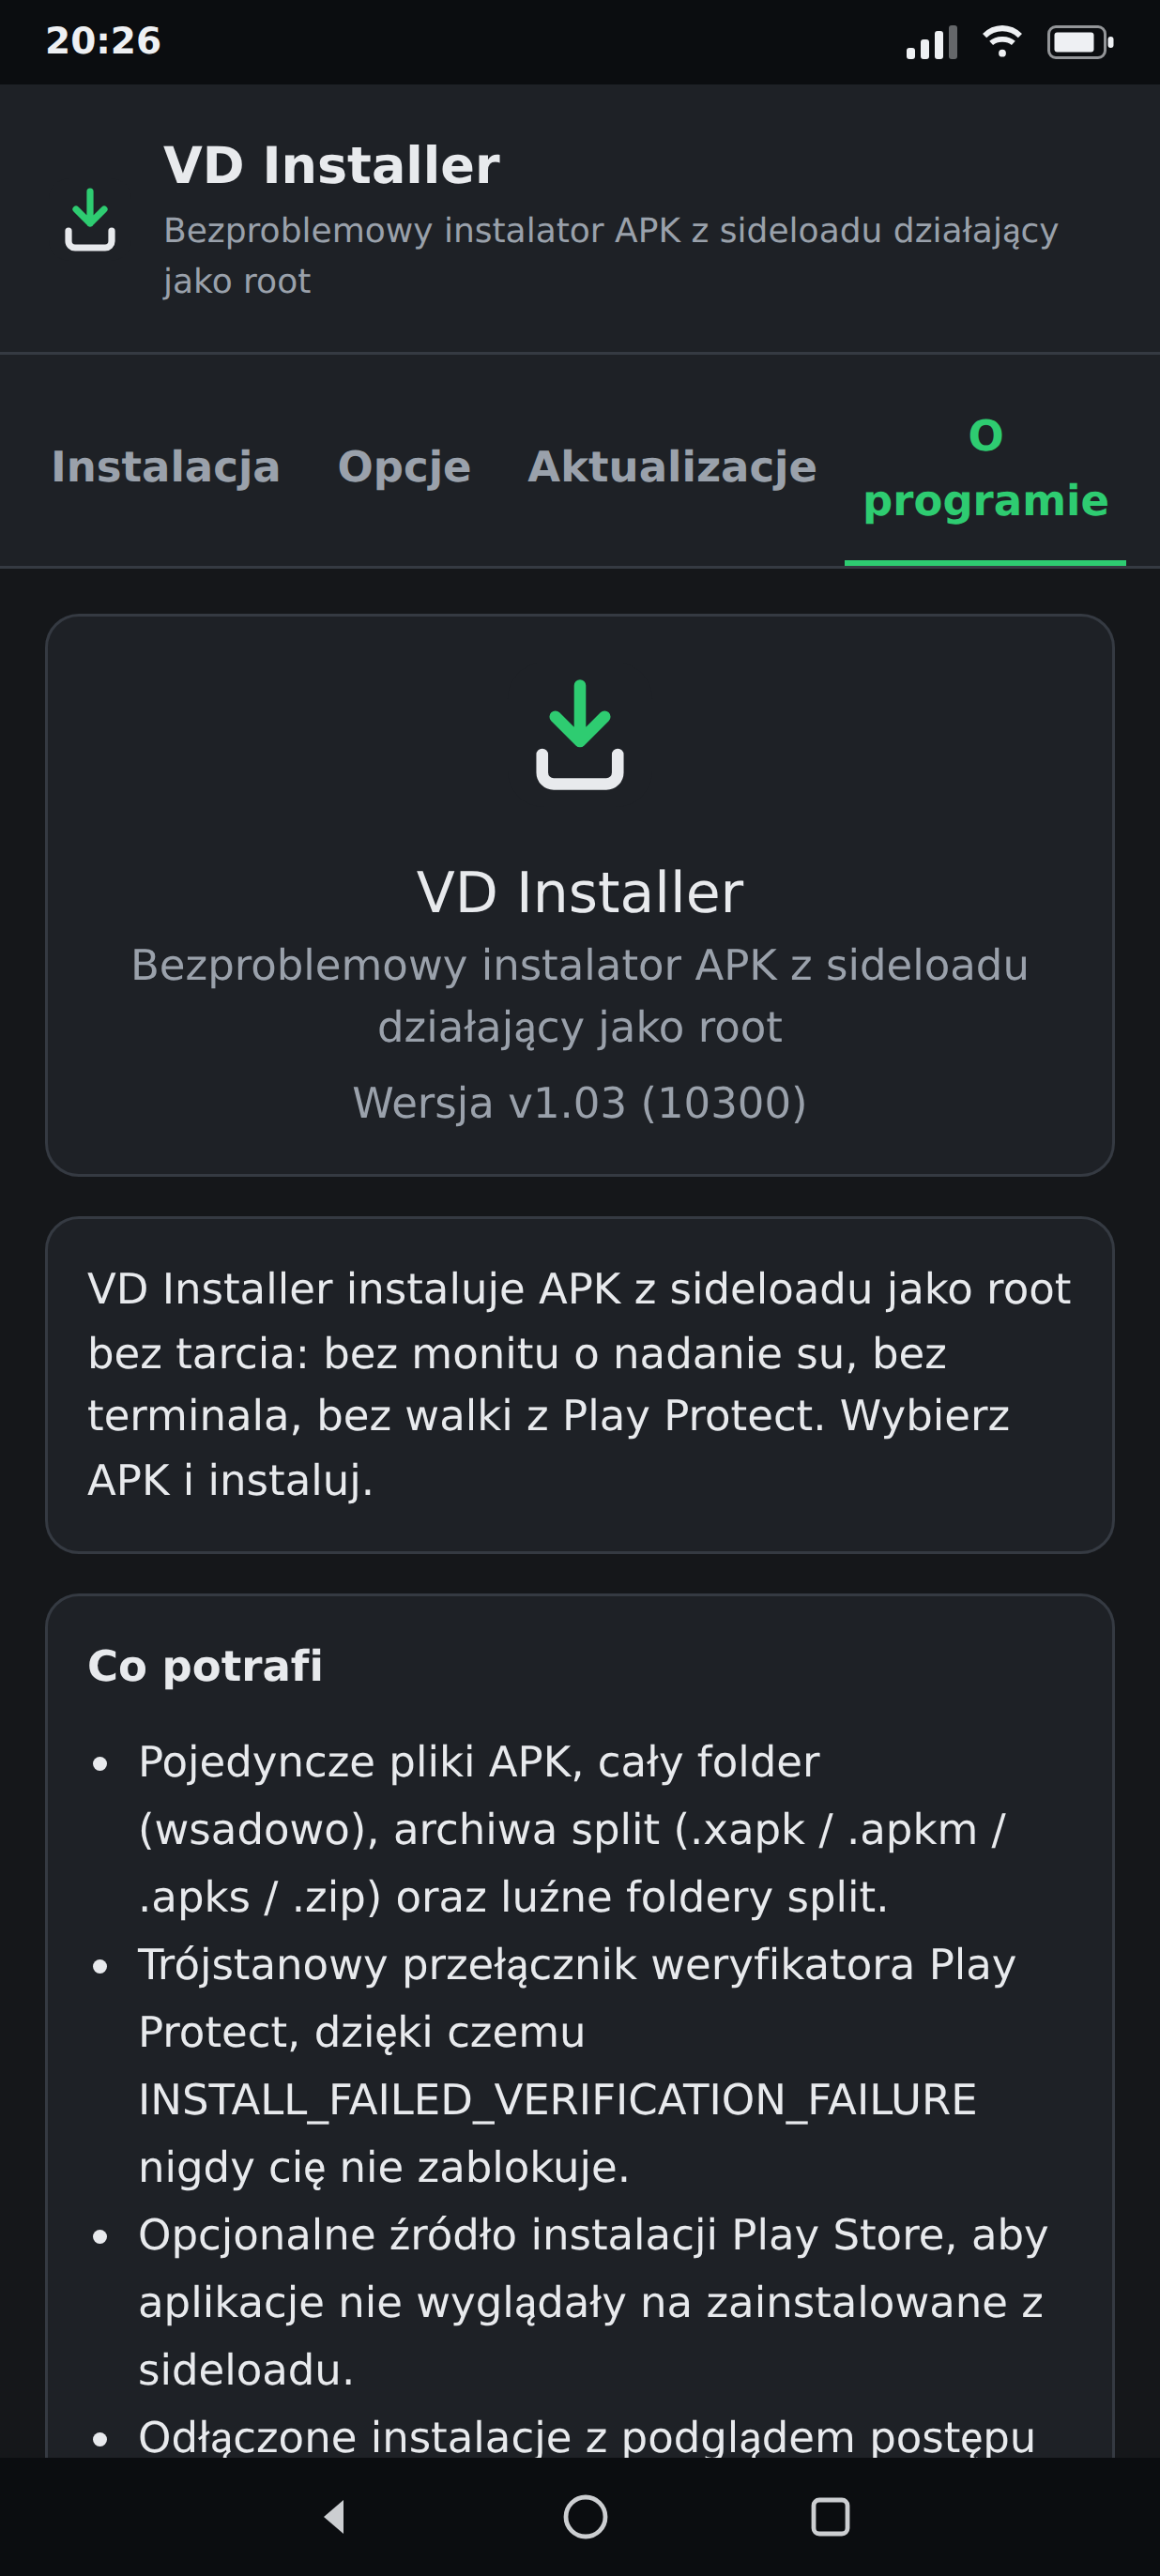 20:26
VD Installer
Bezproblemowy instalator APK z sideloadu działający
jako root
Instalacja
Opcje
Aktualizacje
O
programie
VD Installer
Bezproblemowy instalator APK z sideloadu
działający jako root
Wersja v1.03 (10300)
VD Installer instaluje APK z sideloadu jako root
bez tarcia: bez monitu o nadanie su, bez
terminala, bez walki z Play Protect. Wybierz
APK i instaluj.
Co potrafi
• Pojedyncze pliki APK, cały folder
(wsadowo), archiwa split (.xapk / .apkm /
.apks / .zip) oraz luźne foldery split.
• Trójstanowy przełącznik weryfikatora Play
Protect, dzięki czemu
INSTALL_FAILED_VERIFICATION_FAILURE
nigdy cię nie zablokuje.
• Opcjonalne źródło instalacji Play Store, aby
aplikacje nie wyglądały na zainstalowane z
sideloadu.
• Odłączone instalacje z podglądem postępu